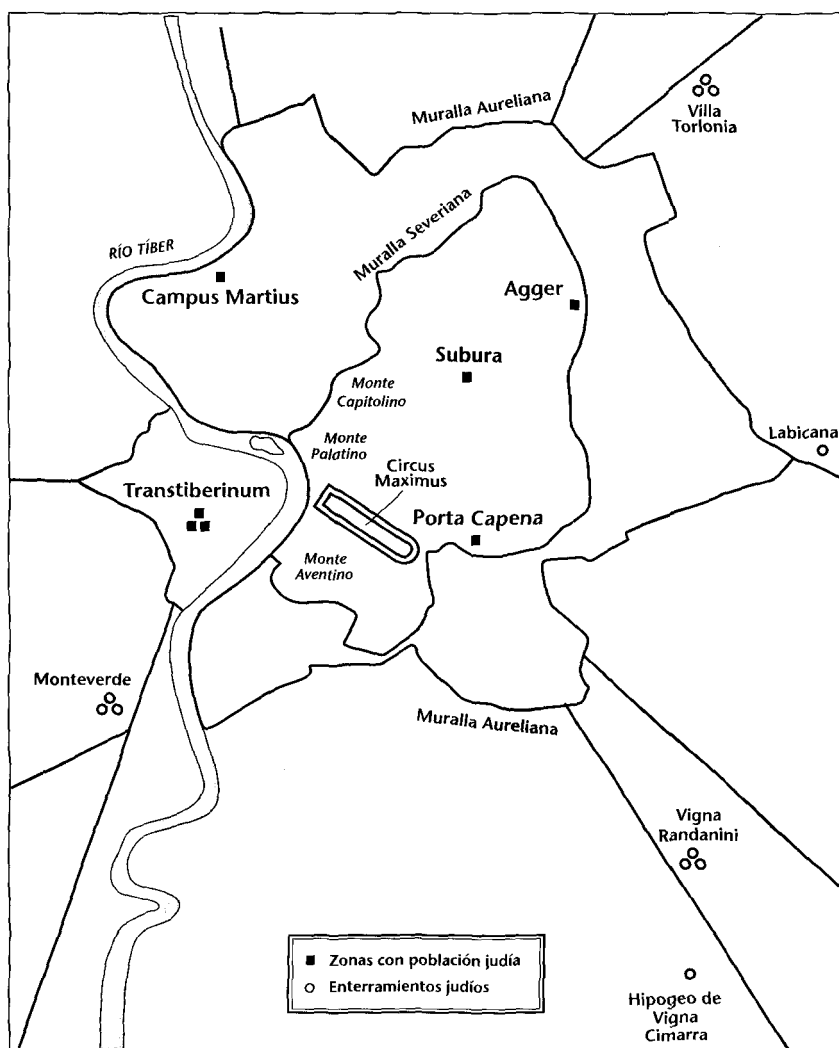 Muralla Aureliana
Villa
Torlonia
Muralla Severiana
RÍO TÍBER
Campus Martius
Agger
Subura
Monte
Capitolino
Monte
Palatino
Circus
Maximus
Labicana
Transtiberinum
Porta Capena
Monte
Aventino
Monteverde
Muralla Aureliana
Vigna
Randanini
Zonas con población judía
Enterramientos judíos
Hipogeo de
Vigna
Cimarra